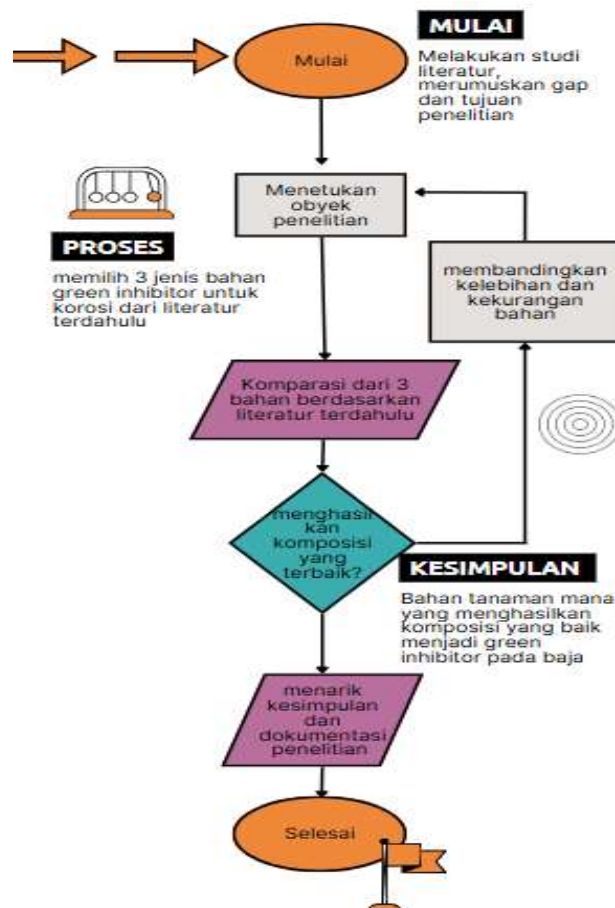 MULAI
Mulai
Melakukan studi
literatur,
merumuskan gap
dan tujuan
penelitian
Menetukan
obyek
penelitian
PROSES
memilih 3 jenis bahan
green inhibitor untuk
korosi dari literatur
terdahulu
membandingkan
kelebihan dan
kekurangan
bahan
Komparasi dari 3
bahan berdasarkan
literatur terdahulu
menghasil
kan
komposisi
yang
terbaik?
KESIMPULAN
Bahan tanaman mana
yang menghasilkan
komposisi yang baik
menjadi green
inhibitor pada baja
menarik
kesimpulan
dan
dokumentasi
penelitian
Selesai